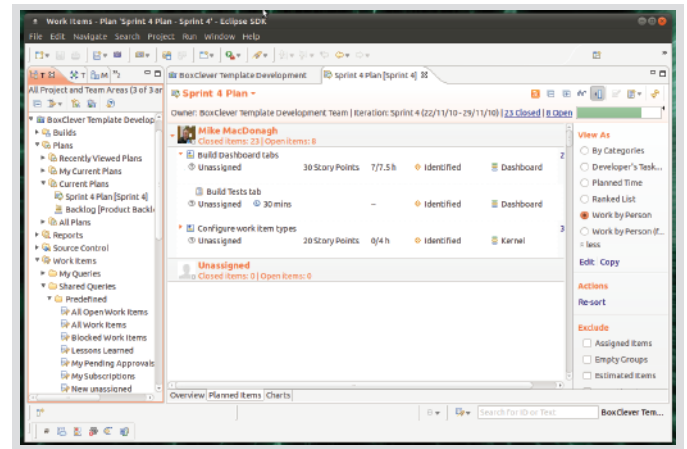 Work Items - Plan 'Sprint 4 Plan - Sprint 4' - Eclipse SDK
File Edit Navigate Search Project Run Window Help
BoxClever Template Development
Sprint 4 Plan [Sprint 4]
All Project and Team Areas (3 of 3 ar
BoxClever Template Develop
Builds
Plans
Recently Viewed Plans
My Current Plans
Current Plans
Sprint 4 Plan [Sprint 4]
Backlog [Product Backl
All Plans
Reports
Source Control
Work Items
My Queries
Shared Queries
Predefined
All Open Work Items
All Work Items
Blocked Work Items
Lessons Learned
My Pending Approvals
My Subscriptions
New unassigned
Sprint 4 Plan
Owner: BoxClever Template Development Team | Iteration: Sprint 4 (22/11/10-29/11/10) | 23 Closed | 8 Open
Mike MacDonagh
Closed items: 23 | Open items: 8
Build Dashboard tabs 2
Unassigned 30 Story Points 7/7.5 h Identified Dashboard
Build Tests tab
Unassigned 30 mins – Identified Dashboard
Configure work item types 3
Unassigned 20 Story Points 0/4 h Identified Kernel
Unassigned
Closed items: 0 | Open items: 0
View As
By Categories
Developer's Task...
Planned Time
Ranked List
Work by Person
Work by Person (f...
less
Edit Copy
Actions
Re-sort
Exclude
Assigned Items
Empty Groups
Estimated Items
Overview Planned Items Charts
Search for ID or Text
BoxClever Tem...